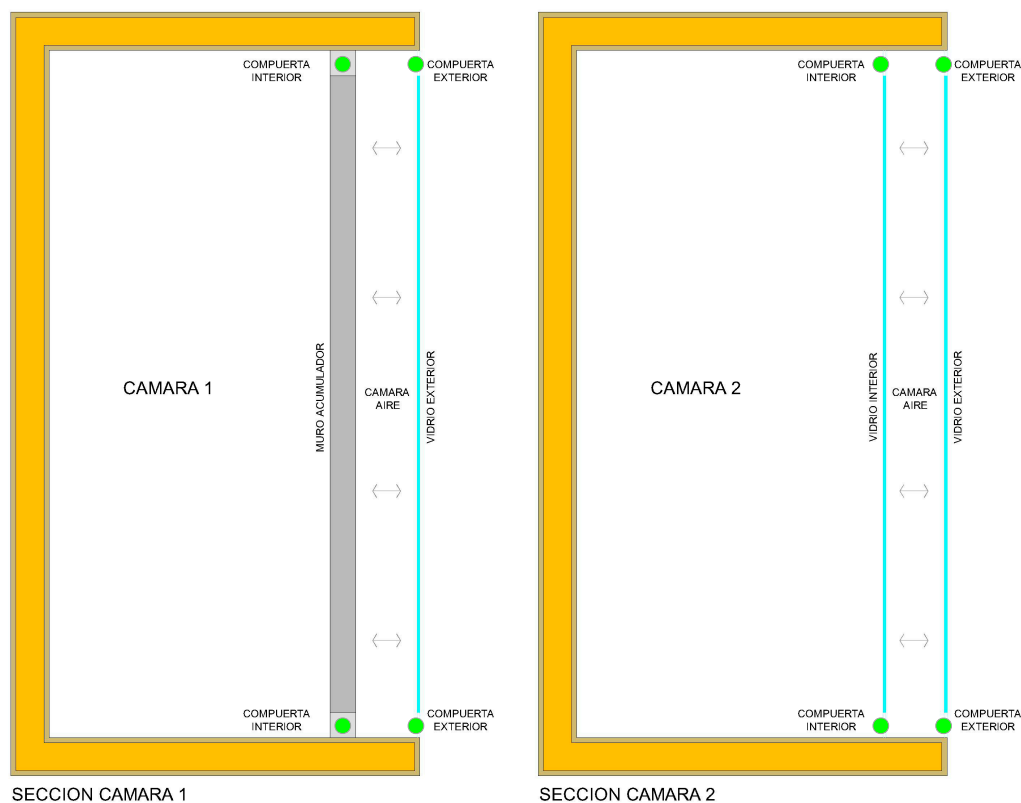 COMPUERTA
INTERIOR
COMPUERTA
EXTERIOR
MURO ACUMULADOR
CAMARA 1
CAMARA
AIRE
VIDRIO EXTERIOR
COMPUERTA
INTERIOR
COMPUERTA
EXTERIOR
SECCION CAMARA 1
COMPUERTA
INTERIOR
COMPUERTA
EXTERIOR
CAMARA 2
VIDRIO INTERIOR
CAMARA
AIRE
VIDRIO EXTERIOR
COMPUERTA
INTERIOR
COMPUERTA
EXTERIOR
SECCION CAMARA 2